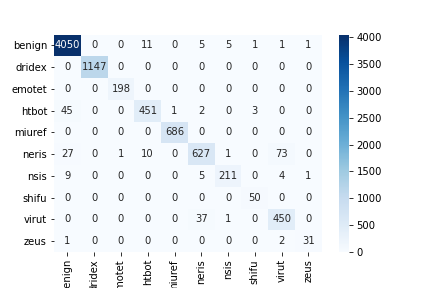 benign 4050 0 0 11 0 5 5 1 1 1
dridex 0 1147 0 0 0 0 0 0 0 0
emotet 0 0 198 0 0 0 0 0 0 0
htbot 45 0 0 451 1 2 0 3 0 0
miuref 0 0 0 0 686 0 0 0 0 0
neris 27 0 1 10 0 627 1 0 73 0
nsis 9 0 0 0 0 5 211 0 4 1
shifu 0 0 0 0 0 0 0 50 0 0
virut 0 0 0 0 0 37 1 0 450 0
zeus 1 0 0 0 0 0 0 0 2 31
enign
dridex
motet
htbot
miuref
neris
nsis
shifu
virut
zeus
4000
3500
3000
2500
2000
1500
1000
500
0